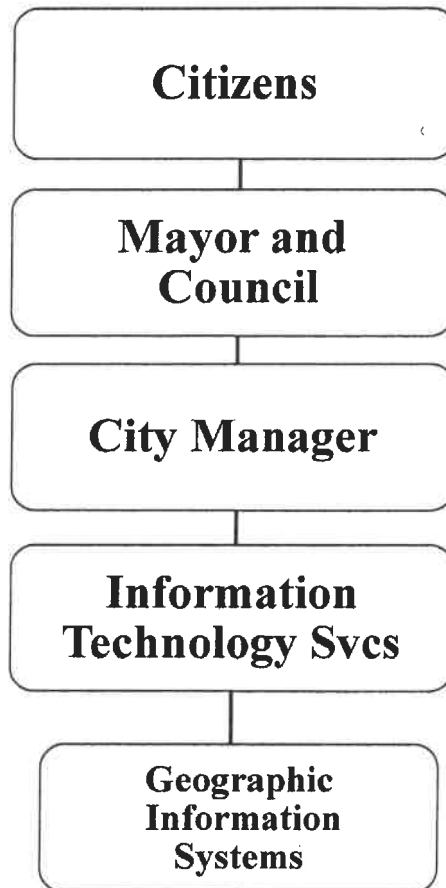 Citizens
Mayor and
Council
City Manager
Information
Technology Svcs
Geographic
Information
Systems